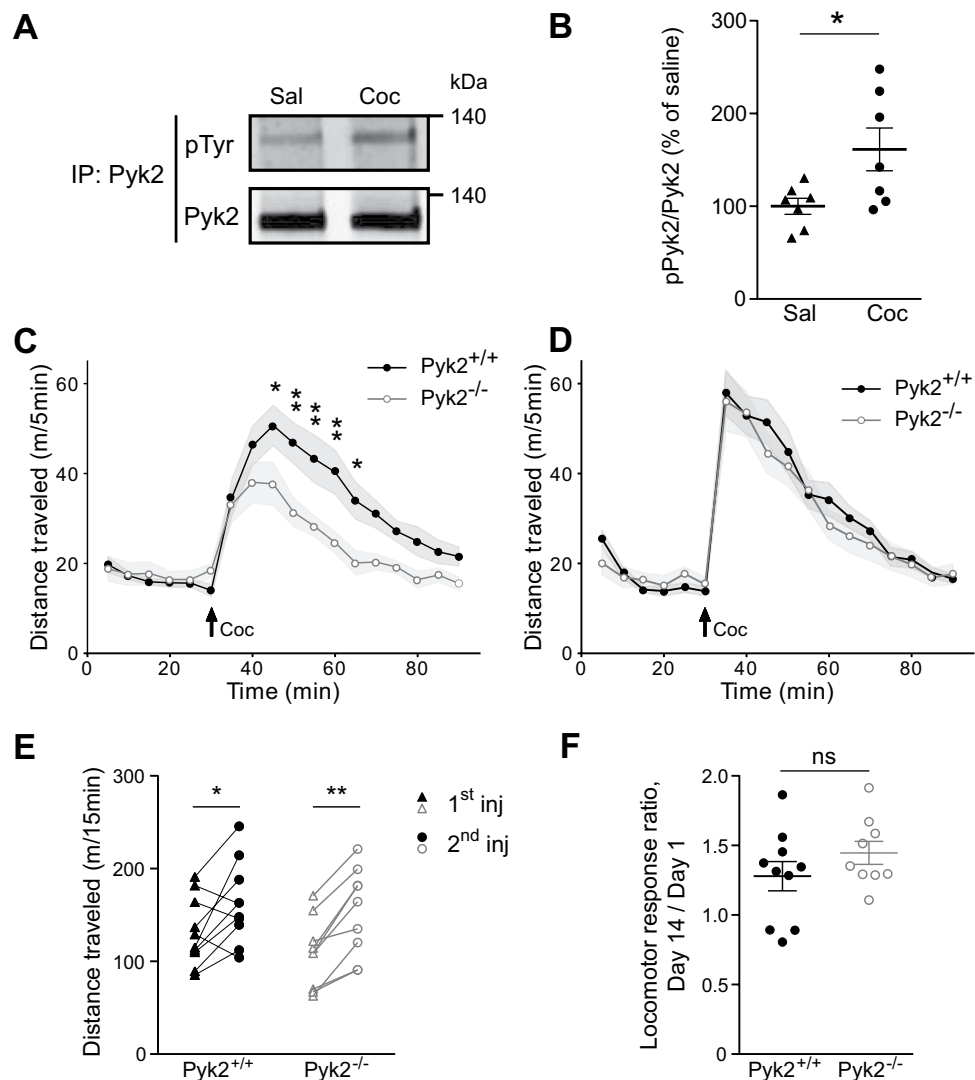 A
Sal Coc kDa
140
IP: Pyk2 pTyr
140
Pyk2
B
*
pPyk2/Pyk2 (% of saline)
300
200
100
0
Sal Coc
C
Distance traveled (m/5min)
60
40
20
0
0 20 40 60 80
Time (min)
Pyk2+/+
Pyk2-/-
* ** ** ** *
Coc
D
Distance traveled (m/5min)
60
40
20
0
0 20 40 60 80
Time (min)
Pyk2+/+
Pyk2-/-
Coc
E
Distance traveled (m/15min)
300
200
100
0
* **
Pyk2+/+ Pyk2-/-
1st inj
2nd inj
F
Locomotor response ratio,
Day 14 / Day 1
ns
2.0
1.5
1.0
0.5
0
Pyk2+/+ Pyk2-/-